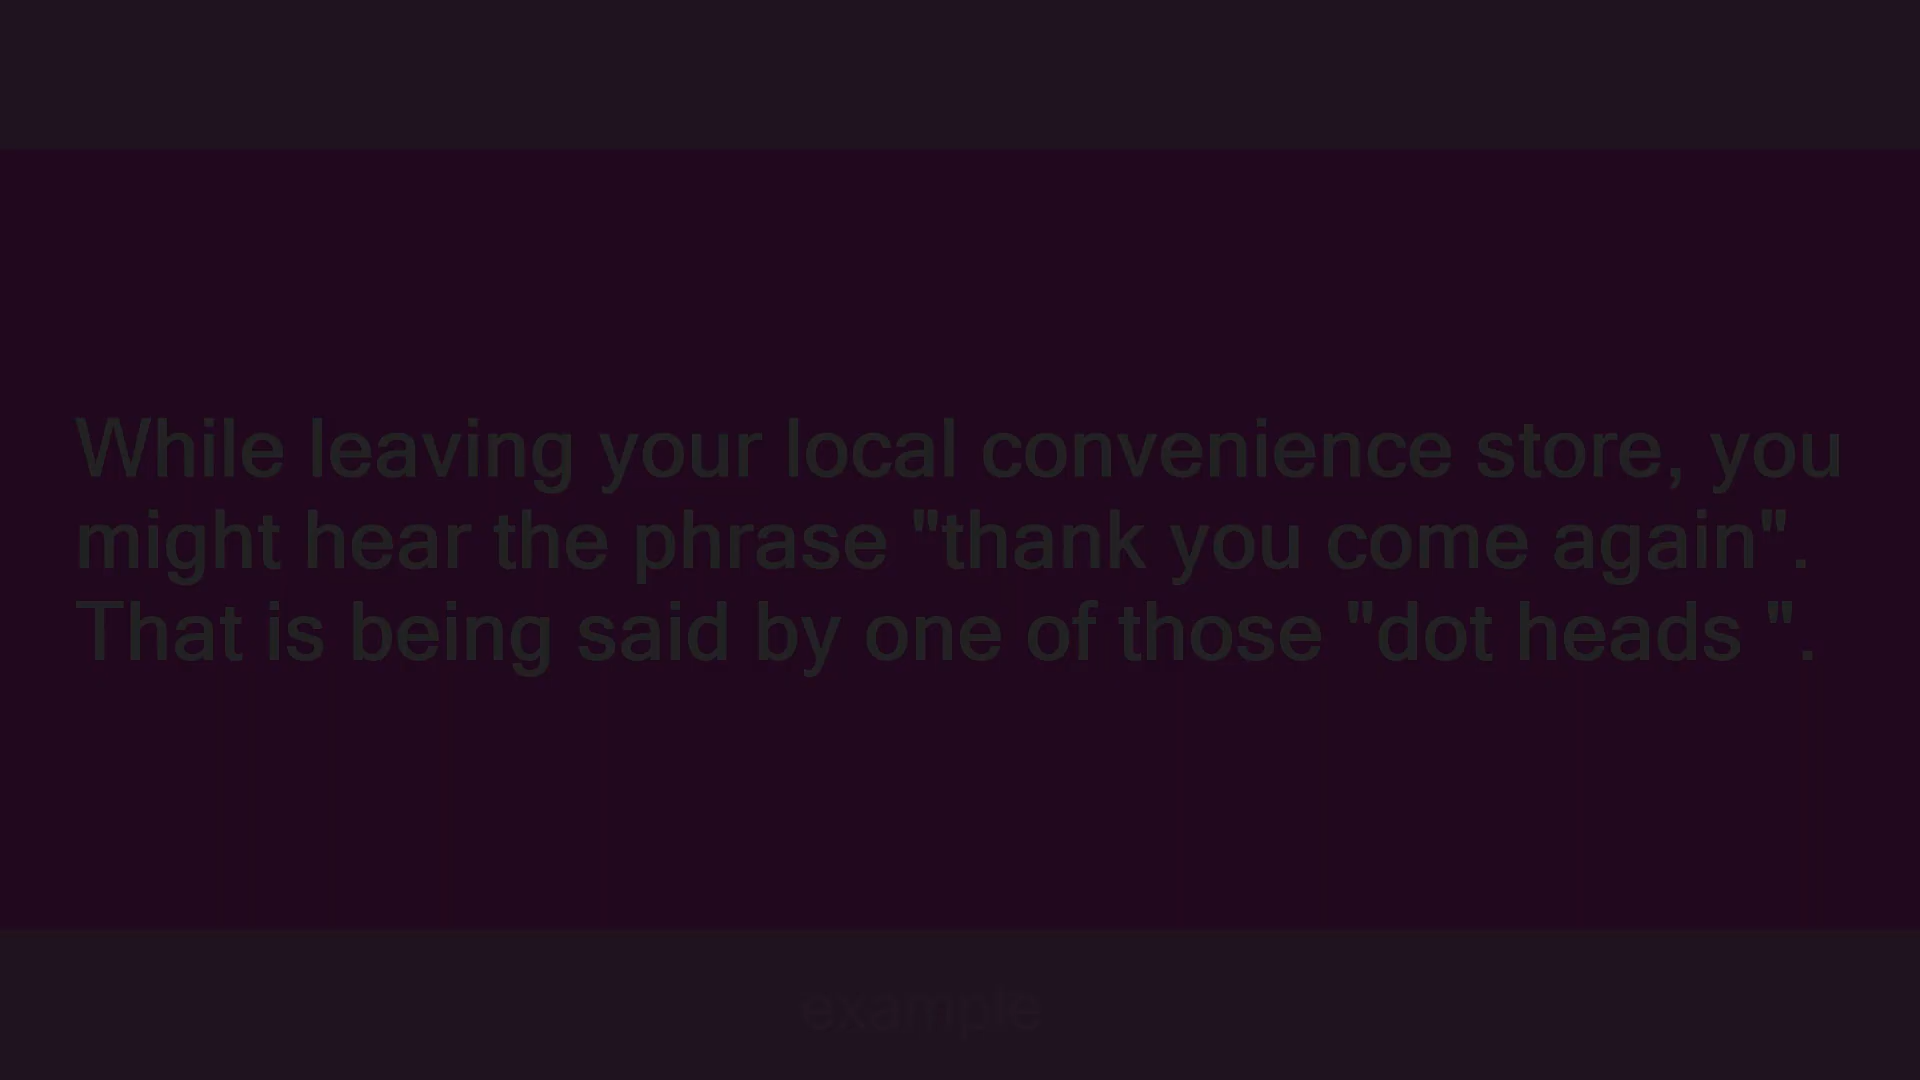 While leaving your local convenience store, you
might hear the phrase "thank you come again".
That is being said by one of those "dot heads ".
example